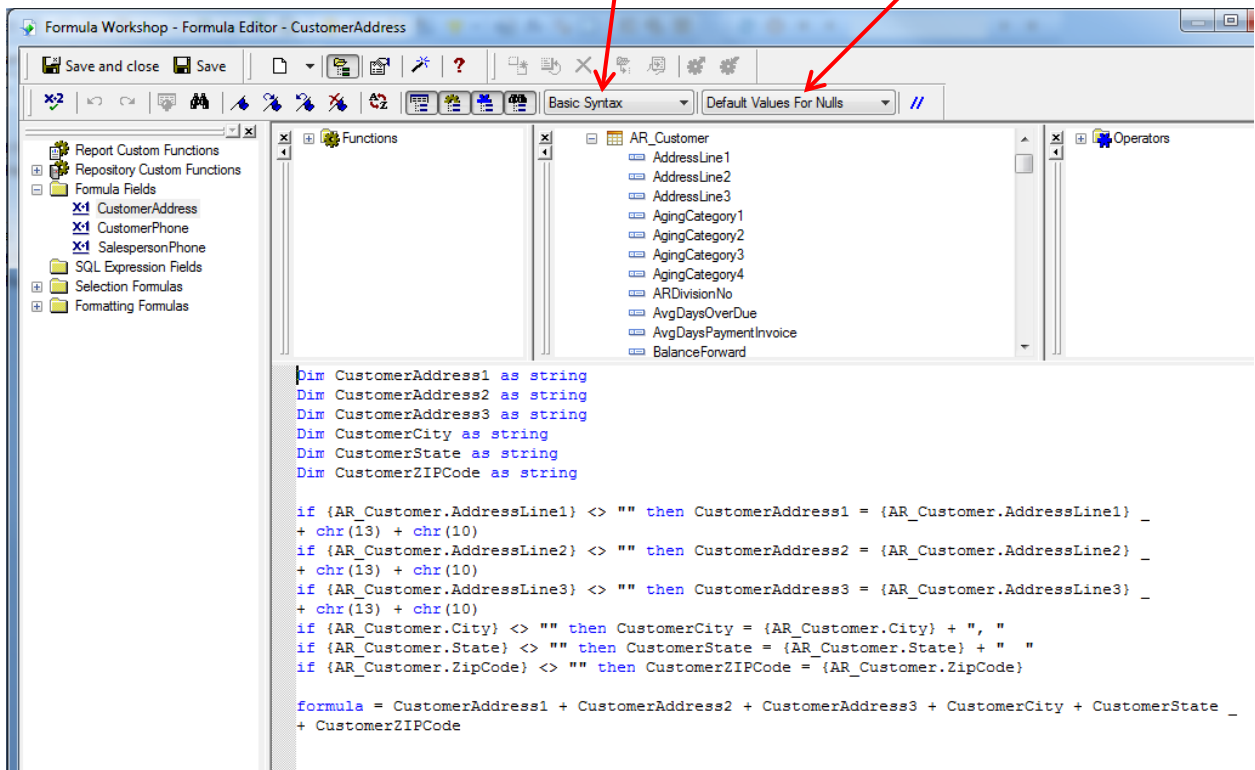 Formula Workshop - Formula Editor - CustomerAddress
Save and close Save
Basic Syntax Default Values For Nulls //
Report Custom Functions
Repository Custom Functions
Formula Fields
X·1 CustomerAddress
X·1 CustomerPhone
X·1 SalespersonPhone
SQL Expression Fields
Selection Formulas
Formatting Formulas
Functions
AR_Customer
AddressLine1
AddressLine2
AddressLine3
AgingCategory1
AgingCategory2
AgingCategory3
AgingCategory4
ARDivisionNo
AvgDaysOverDue
AvgDaysPaymentInvoice
BalanceForward
Operators
Dim CustomerAddress1 as string
Dim CustomerAddress2 as string
Dim CustomerAddress3 as string
Dim CustomerCity as string
Dim CustomerState as string
Dim CustomerZIPCode as string
if {AR_Customer.AddressLine1} <> "" then CustomerAddress1 = {AR_Customer.AddressLine1} _
+ chr(13) + chr(10)
if {AR_Customer.AddressLine2} <> "" then CustomerAddress2 = {AR_Customer.AddressLine2} _
+ chr(13) + chr(10)
if {AR_Customer.AddressLine3} <> "" then CustomerAddress3 = {AR_Customer.AddressLine3} _
+ chr(13) + chr(10)
if {AR_Customer.City} <> "" then CustomerCity = {AR_Customer.City} + ", "
if {AR_Customer.State} <> "" then CustomerState = {AR_Customer.State} + "  "
if {AR_Customer.ZipCode} <> "" then CustomerZIPCode = {AR_Customer.ZipCode}
formula = CustomerAddress1 + CustomerAddress2 + CustomerAddress3 + CustomerCity + CustomerState _
+ CustomerZIPCode